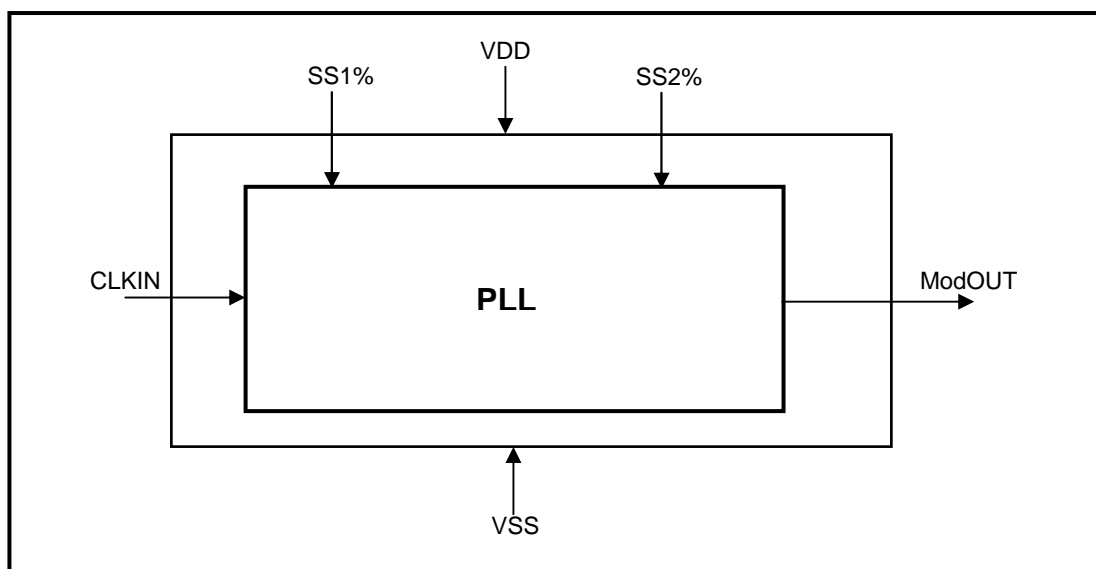 VDD
SS1%
SS2%
CLKIN
PLL
ModOUT
VSS